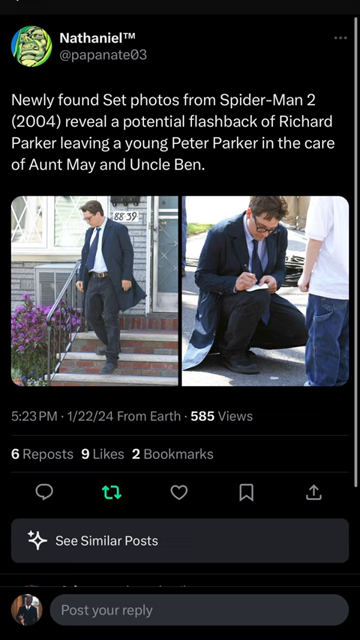 Nathaniel™
@papanate03
Newly found Set photos from Spider-Man 2
(2004) reveal a potential flashback of Richard
Parker leaving a young Peter Parker in the care
of Aunt May and Uncle Ben.
88 39
5:23 PM · 1/22/24 From Earth · 585 Views
6 Reposts 9 Likes 2 Bookmarks
See Similar Posts
Post your reply